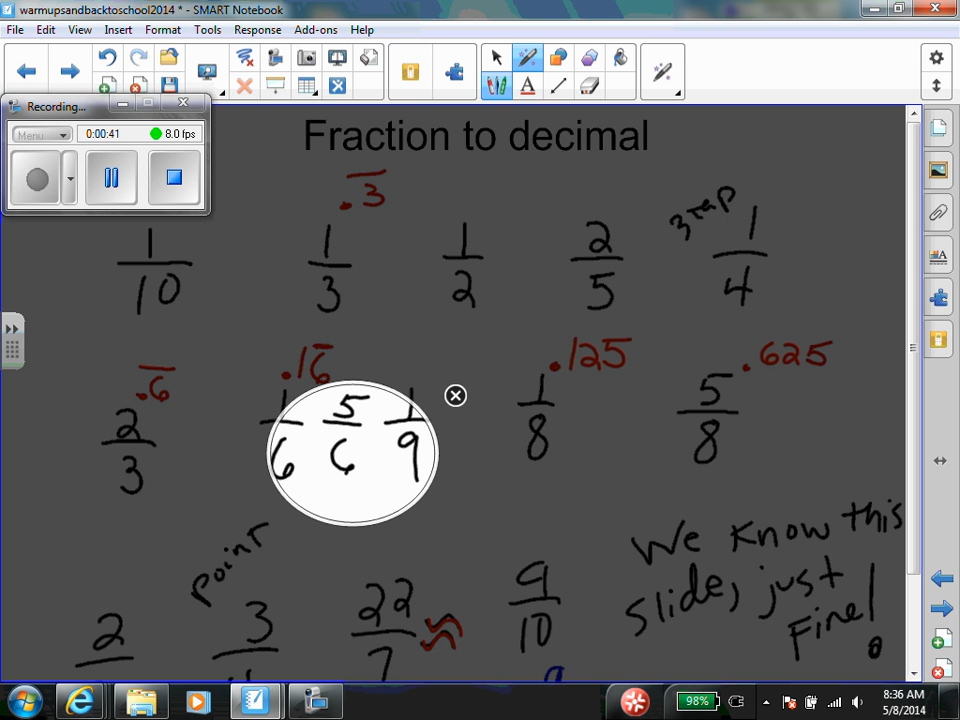 warmupsandbacktoschool2014 * - SMART Notebook
File Edit View Insert Format Tools Response Add-ons Help
Recording...
Menu 0:00:41 8.0 fps
Fraction to decimal
.3̅
1/10 1/3 1/2 2/5 3 tap 1/4
.6̅ .16̅ .125 .625
2/3 1/6 5/6 1/9 1/8 5/8
We know this
slide, just
fine!
point
2 3 22/7 ≈ 9/10
98% 8:36 AM
5/8/2014